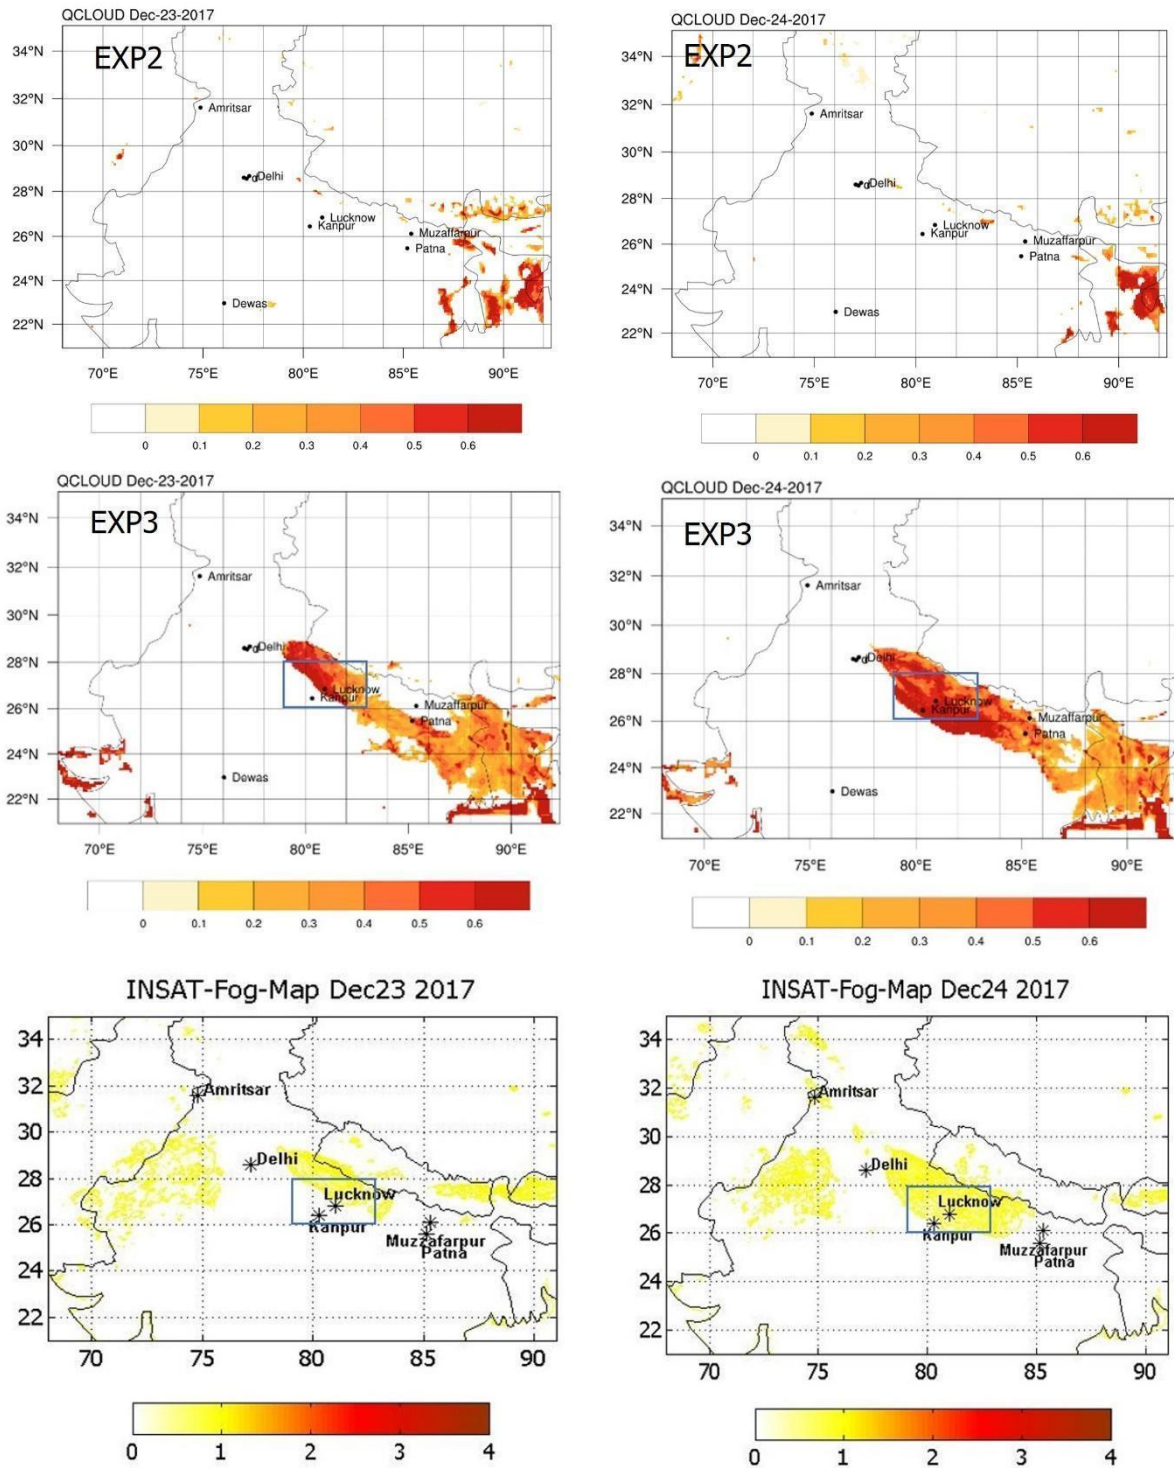 QCLOUD Dec-23-2017
EXP2
34°N
32°N
30°N
28°N
26°N
24°N
22°N
Amritsar
Delhi
Lucknow
Kanpur
Muzaffarpur
Patna
Dewas
70°E 75°E 80°E 85°E 90°E
0 0.1 0.2 0.3 0.4 0.5 0.6
QCLOUD Dec-24-2017
EXP2
34°N
32°N
30°N
28°N
26°N
24°N
22°N
Amritsar
Delhi
Lucknow
Kanpur
Muzaffarpur
Patna
Dewas
70°E 75°E 80°E 85°E 90°E
0 0.1 0.2 0.3 0.4 0.5 0.6
QCLOUD Dec-23-2017
EXP3
34°N
32°N
30°N
28°N
26°N
24°N
22°N
Amritsar
Delhi
Lucknow
Kanpur
Muzaffarpur
Patna
Dewas
70°E 75°E 80°E 85°E 90°E
0 0.1 0.2 0.3 0.4 0.5 0.6
QCLOUD Dec-24-2017
EXP3
34°N
32°N
30°N
28°N
26°N
24°N
22°N
Amritsar
Delhi
Lucknow
Kanpur
Muzaffarpur
Patna
Dewas
70°E 75°E 80°E 85°E 90°E
0 0.1 0.2 0.3 0.4 0.5 0.6
INSAT-Fog-Map Dec23 2017
34
32
30
28
26
24
22
Amritsar
Delhi
Lucknow
Kanpur
Muzzafarpur
Patna
70 75 80 85 90
0 1 2 3 4
INSAT-Fog-Map Dec24 2017
34
32
30
28
26
24
22
Amritsar
Delhi
Lucknow
Kanpur
Muzzafarpur
Patna
70 75 80 85 90
0 1 2 3 4